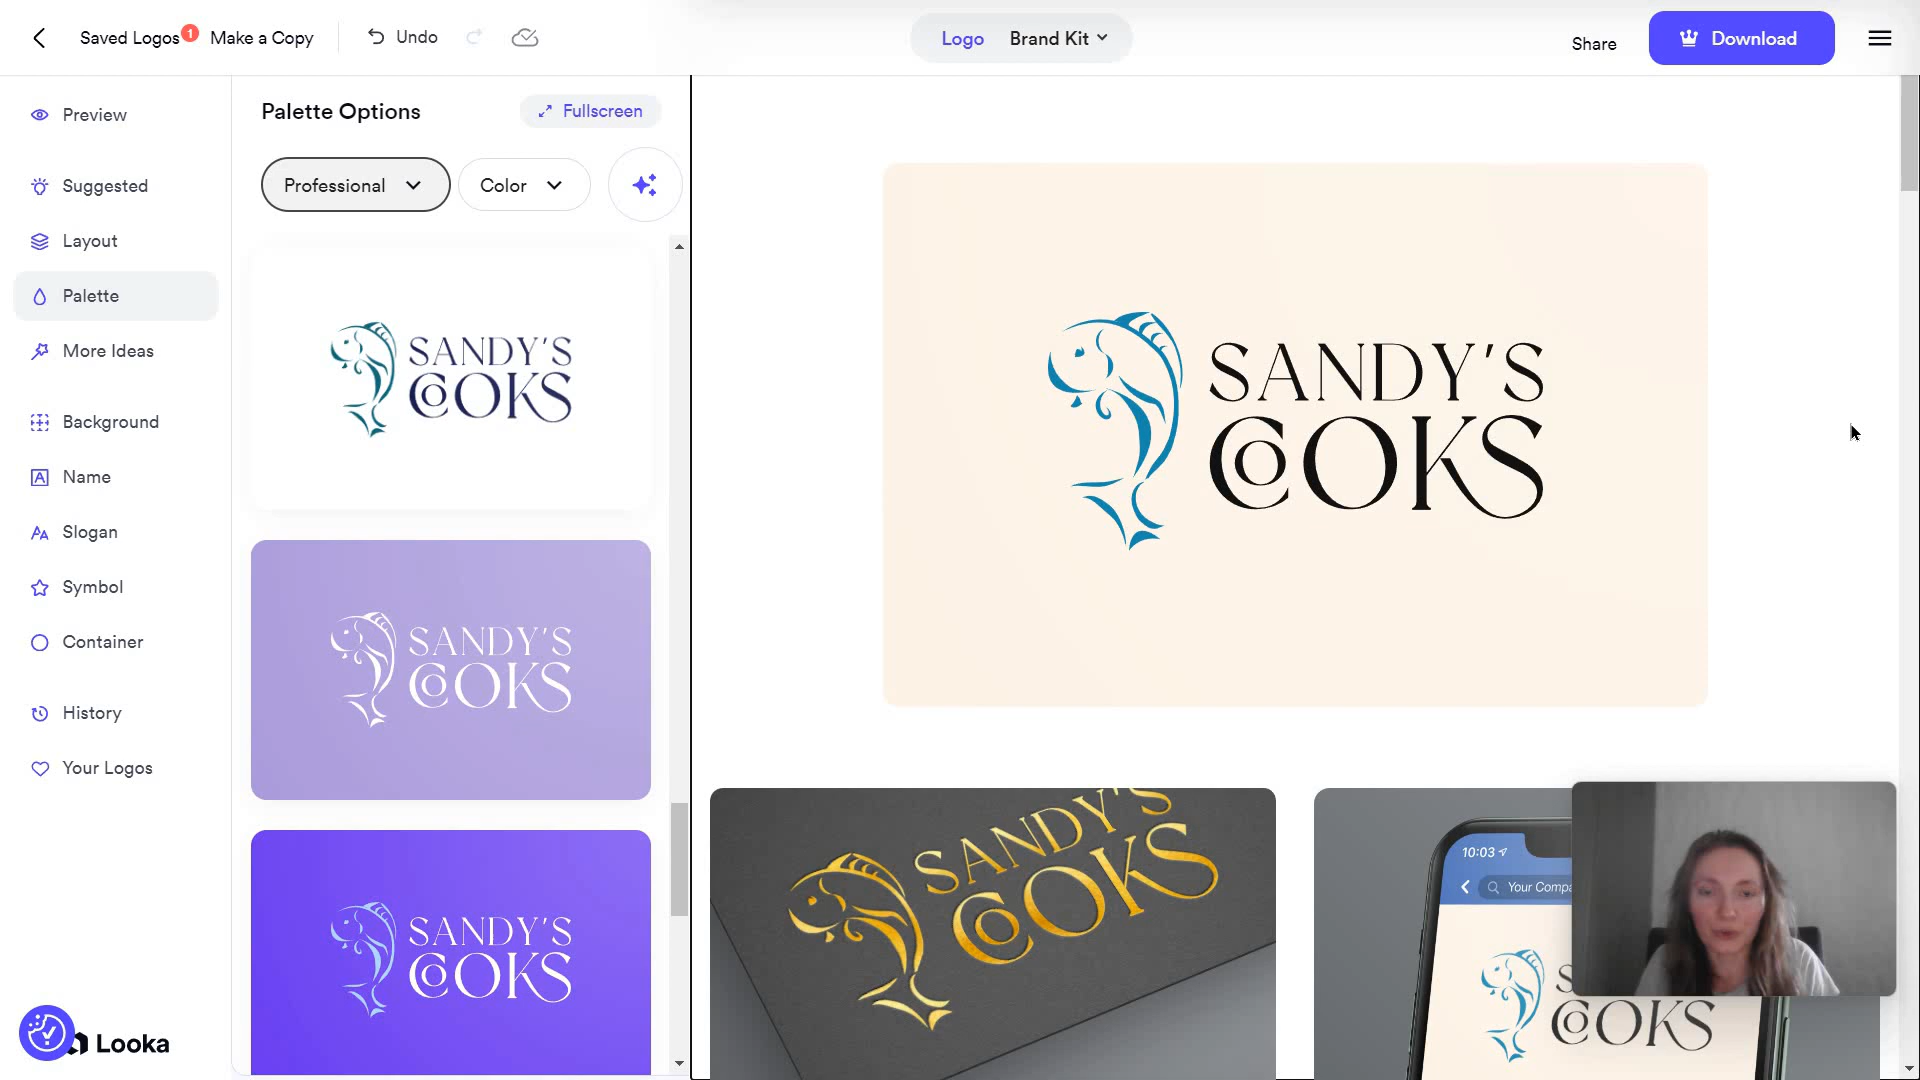 Saved Logos
1
Make a Copy
Undo
Logo
Brand Kit
Share
Download
Preview
Suggested
Layout
Palette
More Ideas
Background
Name
Slogan
Symbol
Container
History
Your Logos
Looka
Palette Options
Fullscreen
Professional
Color
SANDY'S
COOKS
SANDY'S
COOKS
SANDY'S
COOKS
SANDY'S
COOKS
SANDY'S
COOKS
10:03
Your Compa
S
COOKS